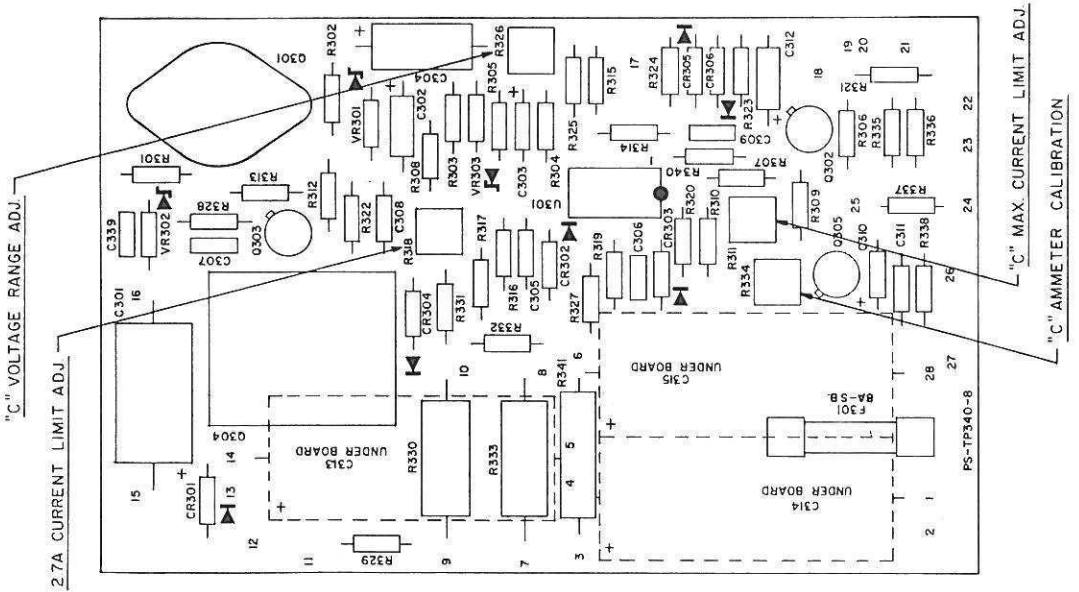 "C" VOLTAGE RANGE ADJ.
2.7A CURRENT LIMIT ADJ.
"C" MAX. CURRENT LIMIT ADJ.
"C" AMMETER CALIBRATION
Q301
R302
+
C304
R326
R305
VR301
+
C302
R308
R303
VR303
+
C303
R304
R325
R315
17
R324
CR305
CR306
R323
C312
+
18
19
20
21
R321
22
23
24
R306
R335
R336
Q302
C309
R307
R314
R340
1
U301
R301
R313
R312
R328
VR302
C339
C307
Q303
R322
C308
R318
R317
R316
C305
CR302
R319
C306
CR303
R320
R310
R311
R309
25
R337
R338
C311
C310
+
Q305
R334
26
27
28
C301
16
15
+
Q304
14
13
CR301
12
11
CR304
R331
R332
R327
10
9
8
7
6
5
4
3
R341
R330
R333
R329
C313
UNDER BOARD
+
C315
UNDER BOARD
+
C314
UNDER BOARD
+
F301
8A-S.B.
1
2
PS-TP340-8